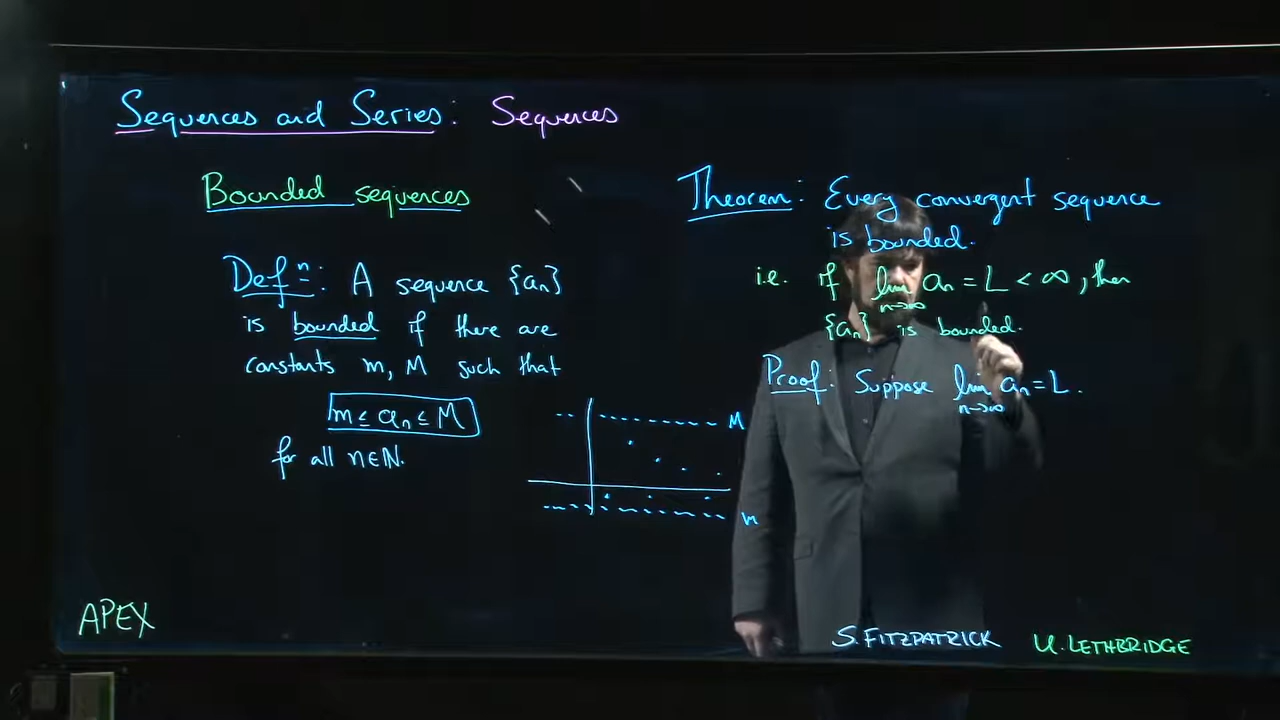 Sequences and Series: Sequences
Bounded sequences
Defⁿ: A sequence {aₙ}
is bounded if there are
constants m, M such that
m ≤ aₙ ≤ M
for all n∈ℕ.
M
m
Theorem: Every convergent sequence
is bounded.
i.e. if lim n→∞ aₙ = L < ∞, then
{aₙ} is bounded.
Proof: Suppose lim n→∞ aₙ = L.
APEX
S. FITZPATRICK
U. LETHBRIDGE